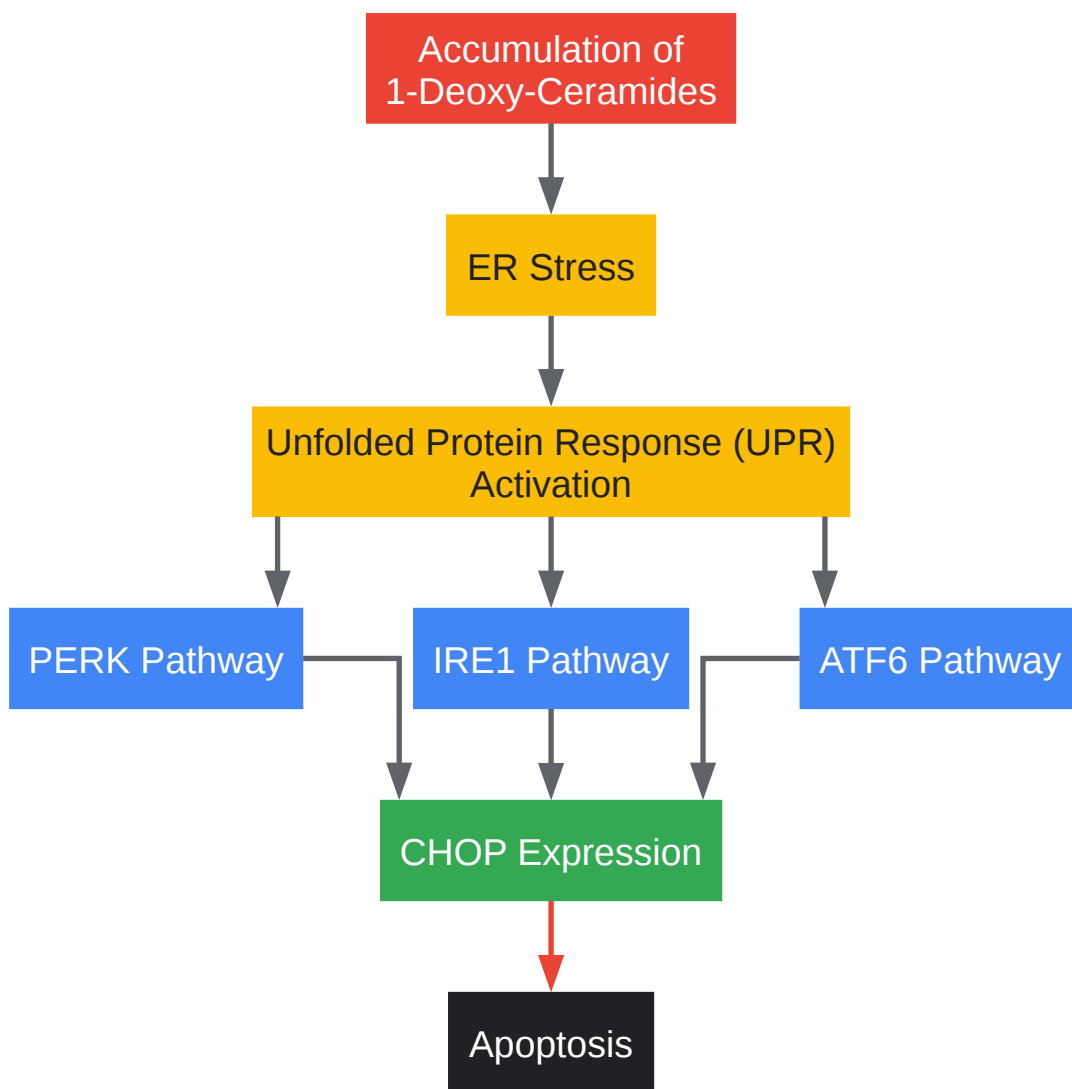 Accumulation of
1-Deoxy-Ceramides
ER Stress
Unfolded Protein Response (UPR)
Activation
PERK Pathway
IRE1 Pathway
ATF6 Pathway
CHOP Expression
Apoptosis